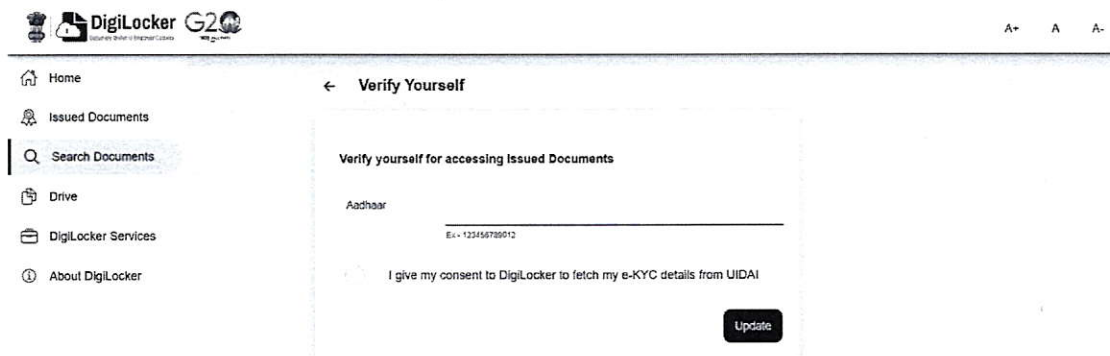 DigiLocker G20
A+ A A-
Home
Issued Documents
Search Documents
Drive
DigiLocker Services
About DigiLocker
← Verify Yourself
Verify yourself for accessing Issued Documents
Aadhaar
Ex - 123456789012
I give my consent to DigiLocker to fetch my e-KYC details from UIDAI
Update